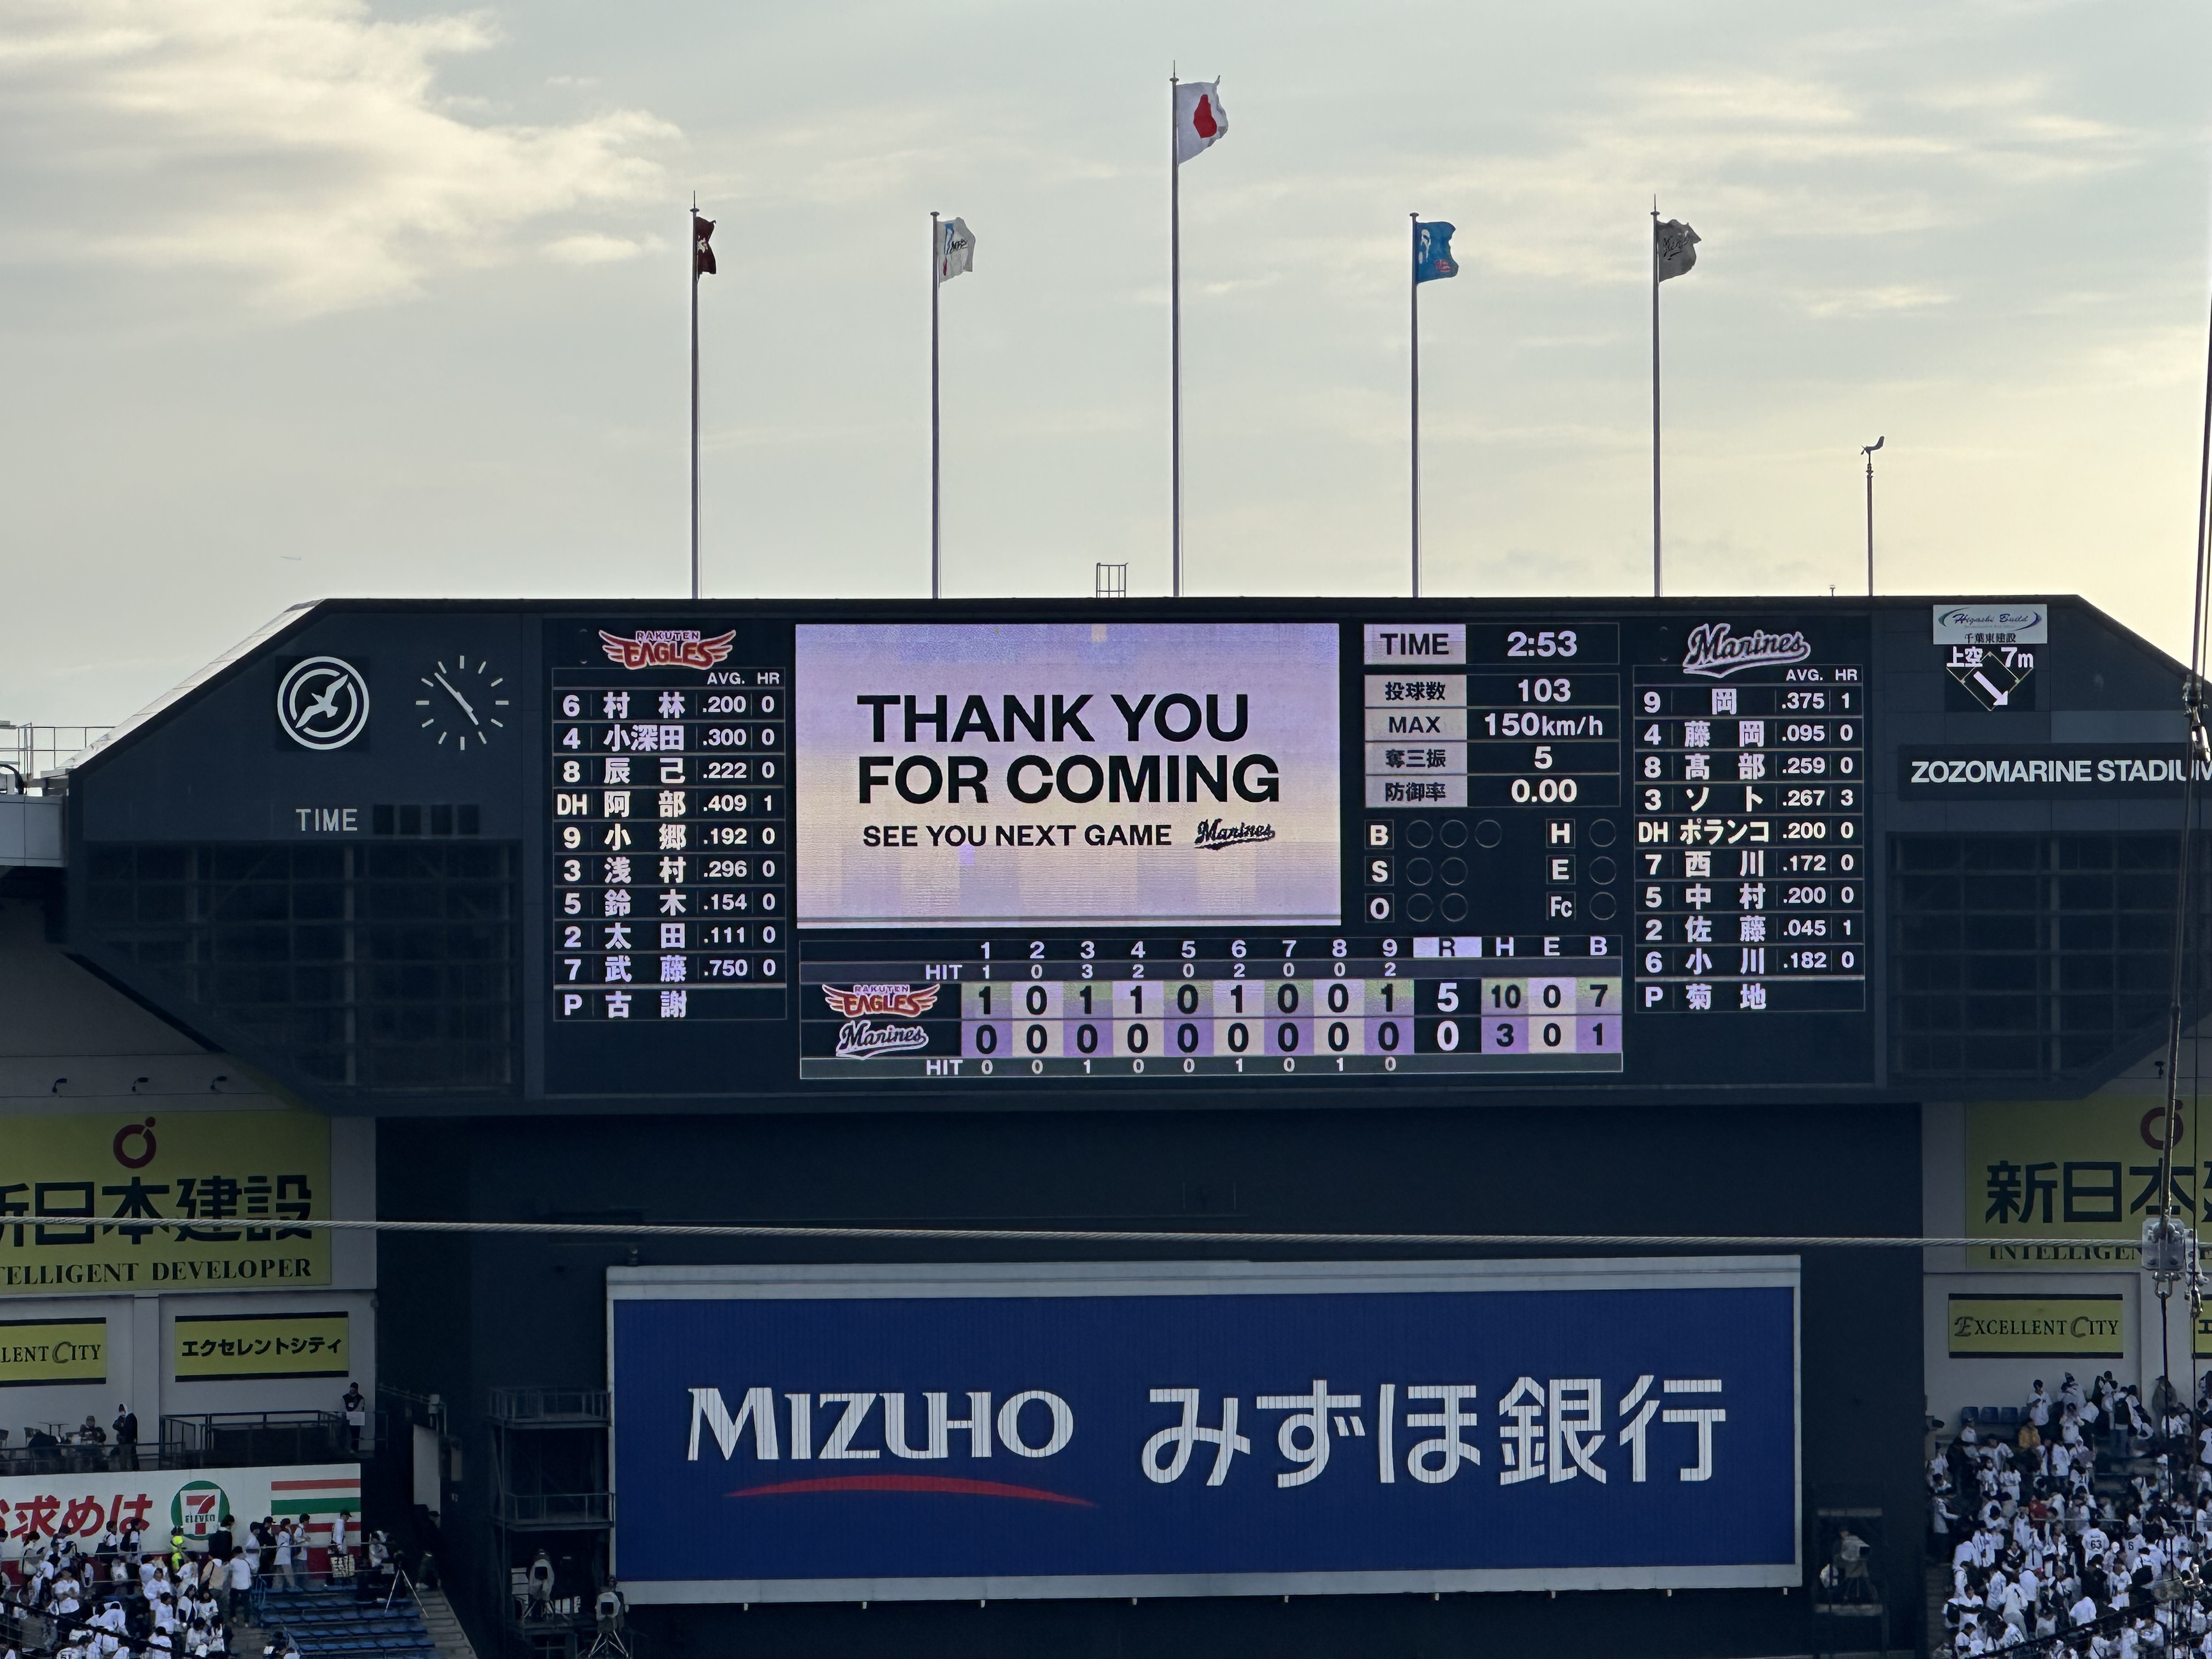 Higashi Build
千葉東建設
上空 7m
ZOZOMARINE STADIUM
TIME
RAKUTEN
EAGLES
AVG. HR
6 村 林 .200 0
4 小深田 .300 0
8 辰 己 .222 0
DH 阿 部 .409 1
9 小 郷 .192 0
3 浅 村 .296 0
5 鈴 木 .154 0
2 太 田 .111 0
7 武 藤 .750 0
P 古 謝
THANK YOU
FOR COMING
SEE YOU NEXT GAME Marines
TIME 2:53
投球数 103
MAX 150km/h
奪三振 5
防御率 0.00
B H
S E
O Fc
Marines
AVG. HR
9 岡 .375 1
4 藤 岡 .095 0
8 髙 部 .259 0
3 ソ ト .267 3
DH ポランコ .200 0
7 西 川 .172 0
5 中 村 .200 0
2 佐 藤 .045 1
6 小 川 .182 0
P 菊 地
1 2 3 4 5 6 7 8 9 R H E B
HIT 1 0 3 2 0 2 0 0 2
RAKUTEN EAGLES 1 0 1 1 0 1 0 0 1 5 10 0 7
Marines 0 0 0 0 0 0 0 0 0 0 3 0 1
HIT 0 0 1 0 0 1 0 1 0
新日本建設
TELLIGENT DEVELOPER
LENT CITY
エクセレントシティ
新日本
INTELLIGEN
EXCELLENT CITY
MIZUHO みずほ銀行
求めは
7 ELEVEN